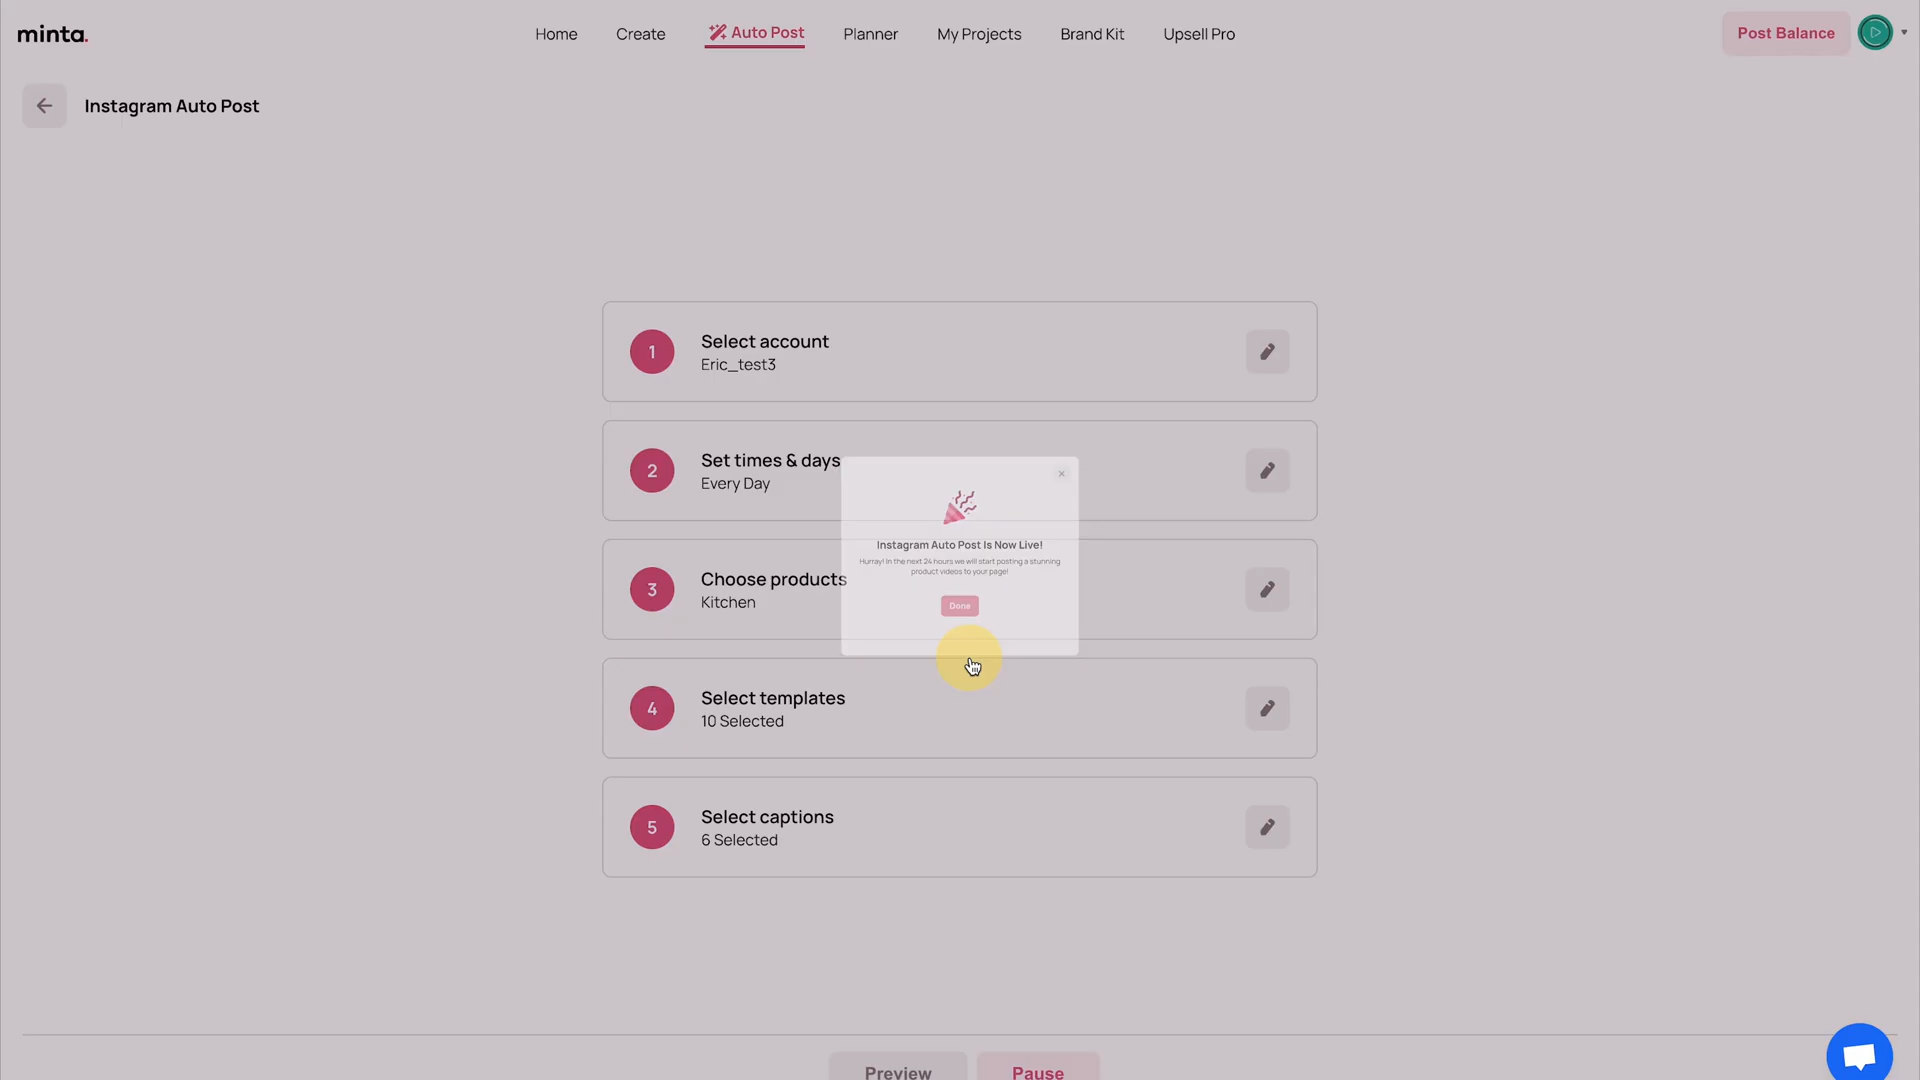 minta.
Home
Create
Auto Post
Planner
My Projects
Brand Kit
Upsell Pro
Post Balance
Instagram Auto Post
1
Select account
Eric_test3
2
Set times & days
Every Day
3
Choose products
Kitchen
Instagram Auto Post Is Now Live!
Hurray! In the next 24 hours we will start posting a stunning
product videos to your page!
Done
4
Select templates
10 Selected
5
Select captions
6 Selected
Preview
Pause